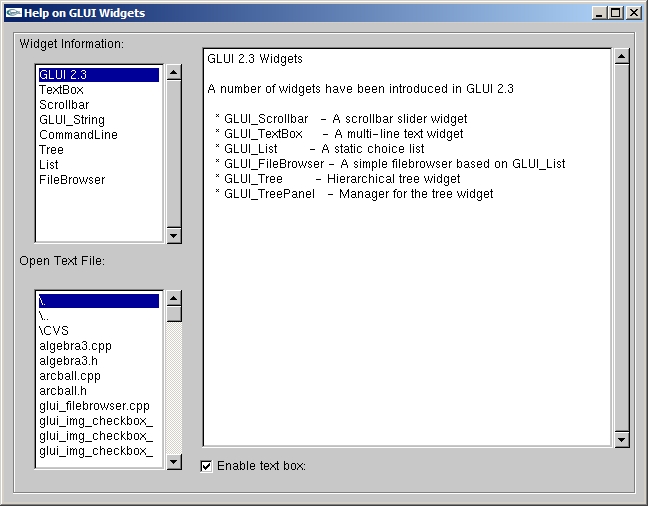 Help on GLUI Widgets
Widget Information:
GLUI 2.3
TextBox
Scrollbar
GLUI_String
CommandLine
Tree
List
FileBrowser
Open Text File:
\.
\..
\CVS
algebra3.cpp
algebra3.h
arcball.cpp
arcball.h
glui_filebrowser.cpp
glui_img_checkbox_
glui_img_checkbox_
glui_img_checkbox_
GLUI 2.3 Widgets
A number of widgets have been introduced in GLUI 2.3
* GLUI_Scrollbar - A scrollbar slider widget
* GLUI_TextBox - A multi-line text widget
* GLUI_List - A static choice list
* GLUI_FileBrowser - A simple filebrowser based on GLUI_List
* GLUI_Tree - Hierarchical tree widget
* GLUI_TreePanel - Manager for the tree widget
Enable text box: